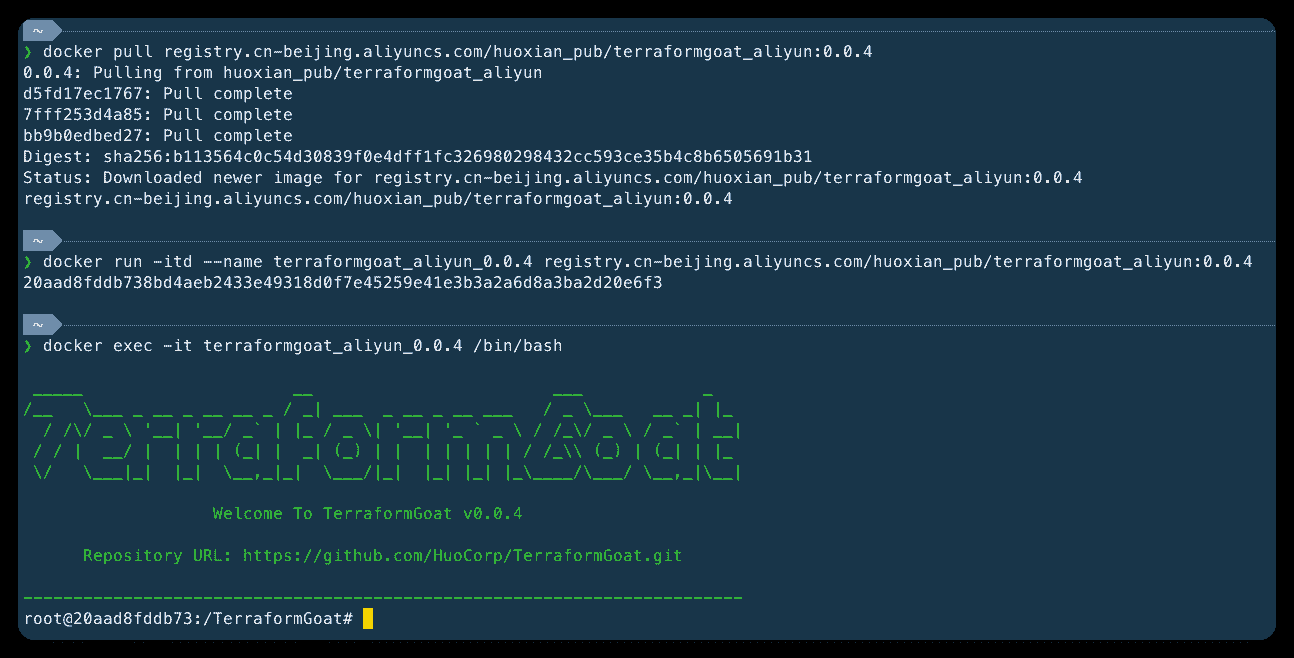 ~
❯ docker pull registry.cn-beijing.aliyuncs.com/huoxian_pub/terraformgoat_aliyun:0.0.4
0.0.4: Pulling from huoxian_pub/terraformgoat_aliyun
d5fd17ec1767: Pull complete
7fff253d4a85: Pull complete
bb9b0edbed27: Pull complete
Digest: sha256:b113564c0c54d30839f0e4dff1fc326980298432cc593ce35b4c8b6505691b31
Status: Downloaded newer image for registry.cn-beijing.aliyuncs.com/huoxian_pub/terraformgoat_aliyun:0.0.4
registry.cn-beijing.aliyuncs.com/huoxian_pub/terraformgoat_aliyun:0.0.4
~
❯ docker run -itd --name terraformgoat_aliyun_0.0.4 registry.cn-beijing.aliyuncs.com/huoxian_pub/terraformgoat_aliyun:0.0.4
20aad8fddb738bd4aeb2433e49318d0f7e45259e41e3b3a2a6d8a3ba2d20e6f3
~
❯ docker exec -it terraformgoat_aliyun_0.0.4 /bin/bash
TerraformGoat
Welcome To TerraformGoat v0.0.4
Repository URL: https://github.com/HuoCorp/TerraformGoat.git
------------------------------------------------------------------------
root@20aad8fddb73:/TerraformGoat#